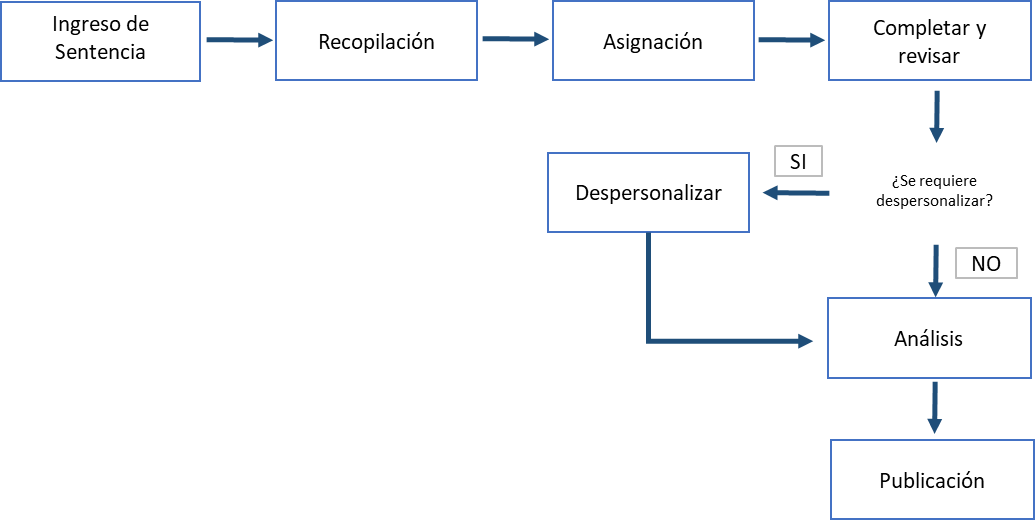 Ingreso de
Sentencia
Recopilación
Asignación
Completar y
revisar
SI
Despersonalizar
¿Se requiere
despersonalizar?
NO
Análisis
Publicación